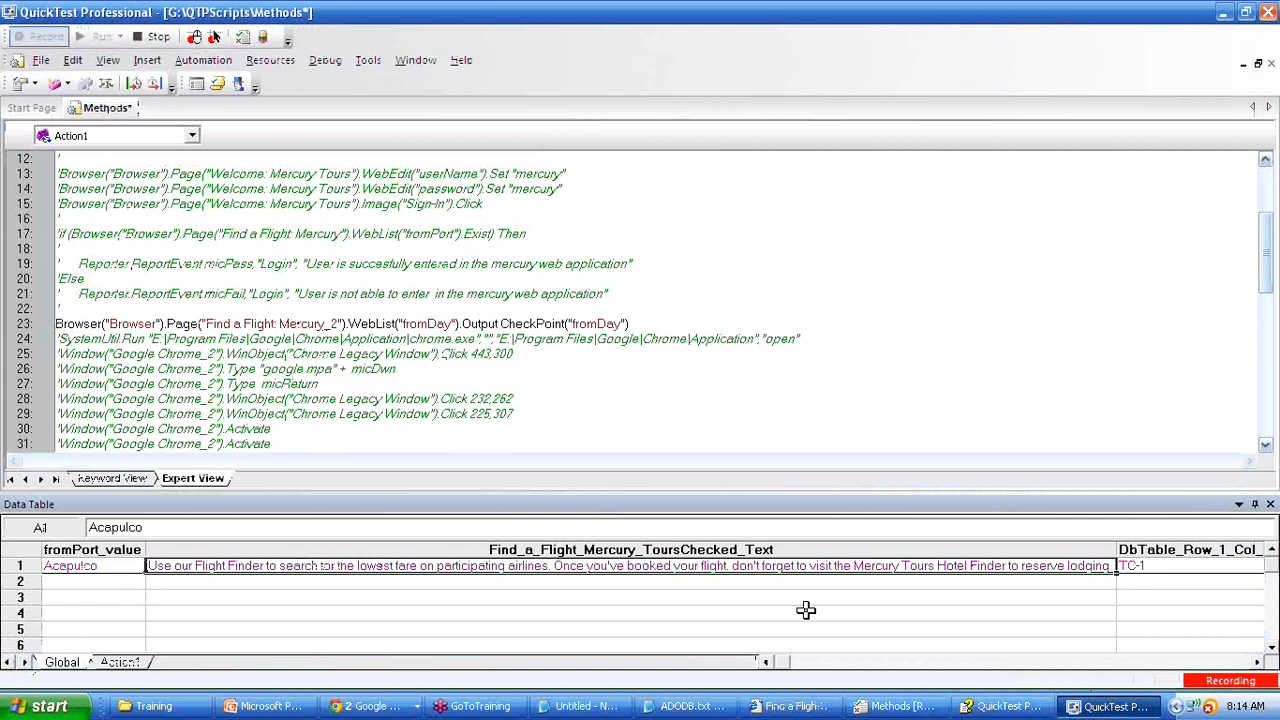 QuickTest Professional - [G:\QTPScripts\Methods*]
Record Run Stop
File Edit View Insert Automation Resources Debug Tools Window Help
Start Page Methods*
Action1
12: '
13: 'Browser("Browser").Page("Welcome: Mercury Tours").WebEdit("userName").Set "mercury"
14: 'Browser("Browser").Page("Welcome: Mercury Tours").WebEdit("password").Set "mercury"
15: 'Browser("Browser").Page("Welcome: Mercury Tours").Image("Sign-In").Click
16: '
17: 'if (Browser("Browser").Page("Find a Flight: Mercury").WebList("fromPort").Exist) Then
18: '
19: ' Reporter.ReportEvent micPass,"Login", "User is succesfully entered in the mercury web application"
20: 'Else
21: ' Reporter.ReportEvent micFail,"Login", "User is not able to enter in the mercury web application"
22: '
23: Browser("Browser").Page("Find a Flight: Mercury_2").WebList("fromDay").Output CheckPoint("fromDay")
24: 'SystemUtil.Run "E:\Program Files\Google\Chrome\Application\chrome.exe","","E:\Program Files\Google\Chrome\Application","open"
25: 'Window("Google Chrome_2").WinObject("Chrome Legacy Window").Click 443,300
26: 'Window("Google Chrome_2").Type "google mpa" + micDwn
27: 'Window("Google Chrome_2").Type micReturn
28: 'Window("Google Chrome_2").WinObject("Chrome Legacy Window").Click 232,262
29: 'Window("Google Chrome_2").WinObject("Chrome Legacy Window").Click 225,307
30: 'Window("Google Chrome_2").Activate
31: 'Window("Google Chrome_2").Activate
Keyword View Expert View
Data Table
A1 Acapulco
fromPort_value Find_a_Flight_Mercury_ToursChecked_Text DbTable_Row_1_Col_
1 Acapulco Use our Flight Finder to search for the lowest fare on participating airlines. Once you've booked your flight, don't forget to visit the Mercury Tours Hotel Finder to reserve lodging TC-1
2
3
4
5
6
Global Action1
Recording
start Training Microsoft P... 2 Google ... GoToTraining Untitled - N... ADODB.txt ... Find a Flight:... Methods [R... QuickTest P... QuickTest P... 8:14 AM